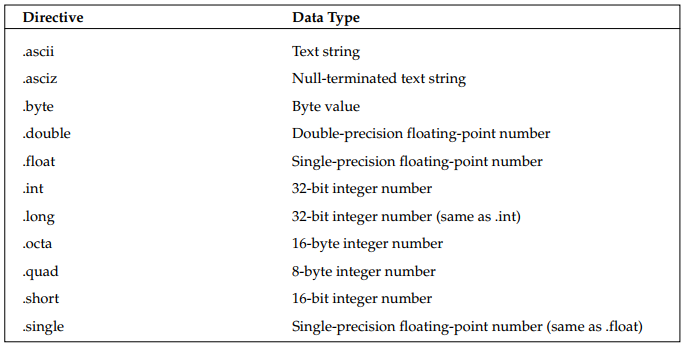 Directive Data Type
.ascii Text string
.asciz Null-terminated text string
.byte Byte value
.double Double-precision floating-point number
.float Single-precision floating-point number
.int 32-bit integer number
.long 32-bit integer number (same as .int)
.octa 16-byte integer number
.quad 8-byte integer number
.short 16-bit integer number
.single Single-precision floating-point number (same as .float)